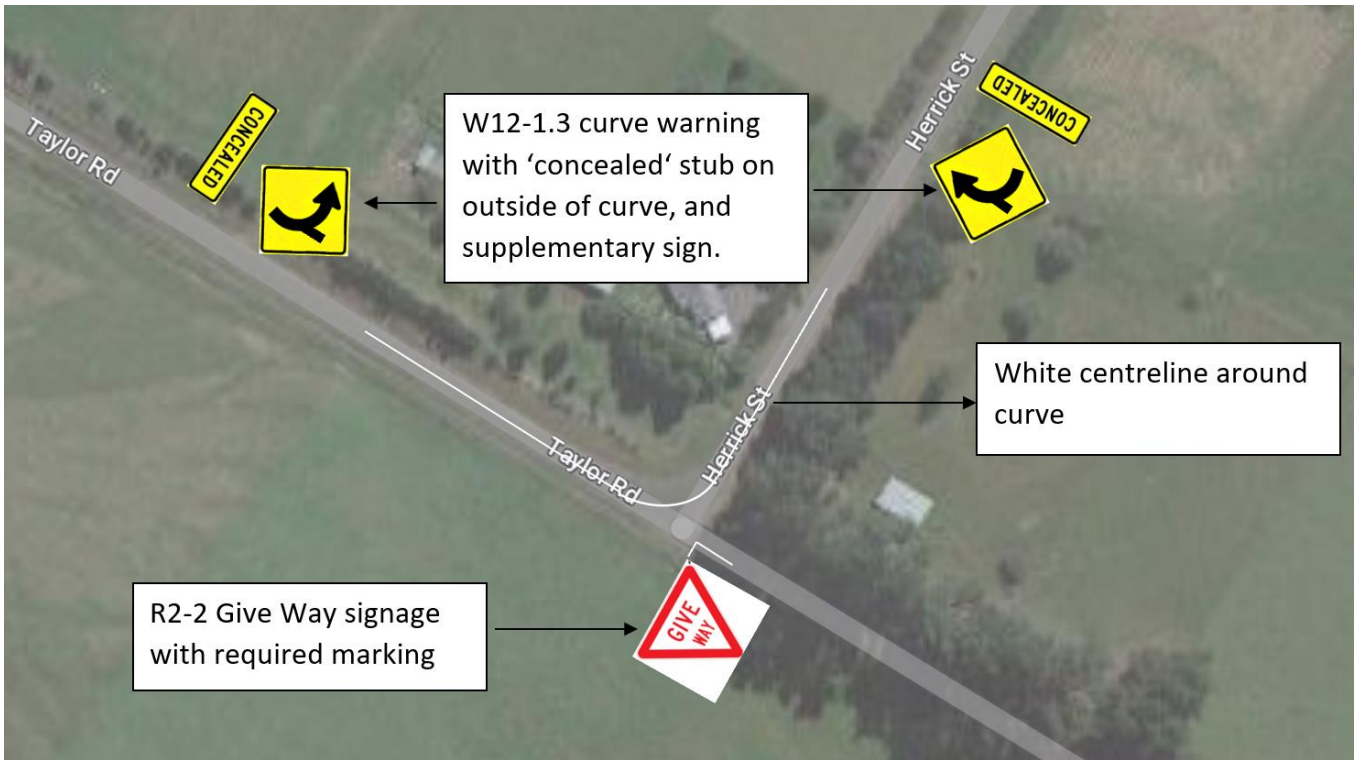 CONCEALED
W12-1.3 curve warning
with ‘concealed‘ stub on
outside of curve, and
supplementary sign.
Herrick St
CONCEALED
Taylor Rd
White centreline around
curve
Herrick St
Taylor Rd
R2-2 Give Way signage
with required marking
GIVE
WAY